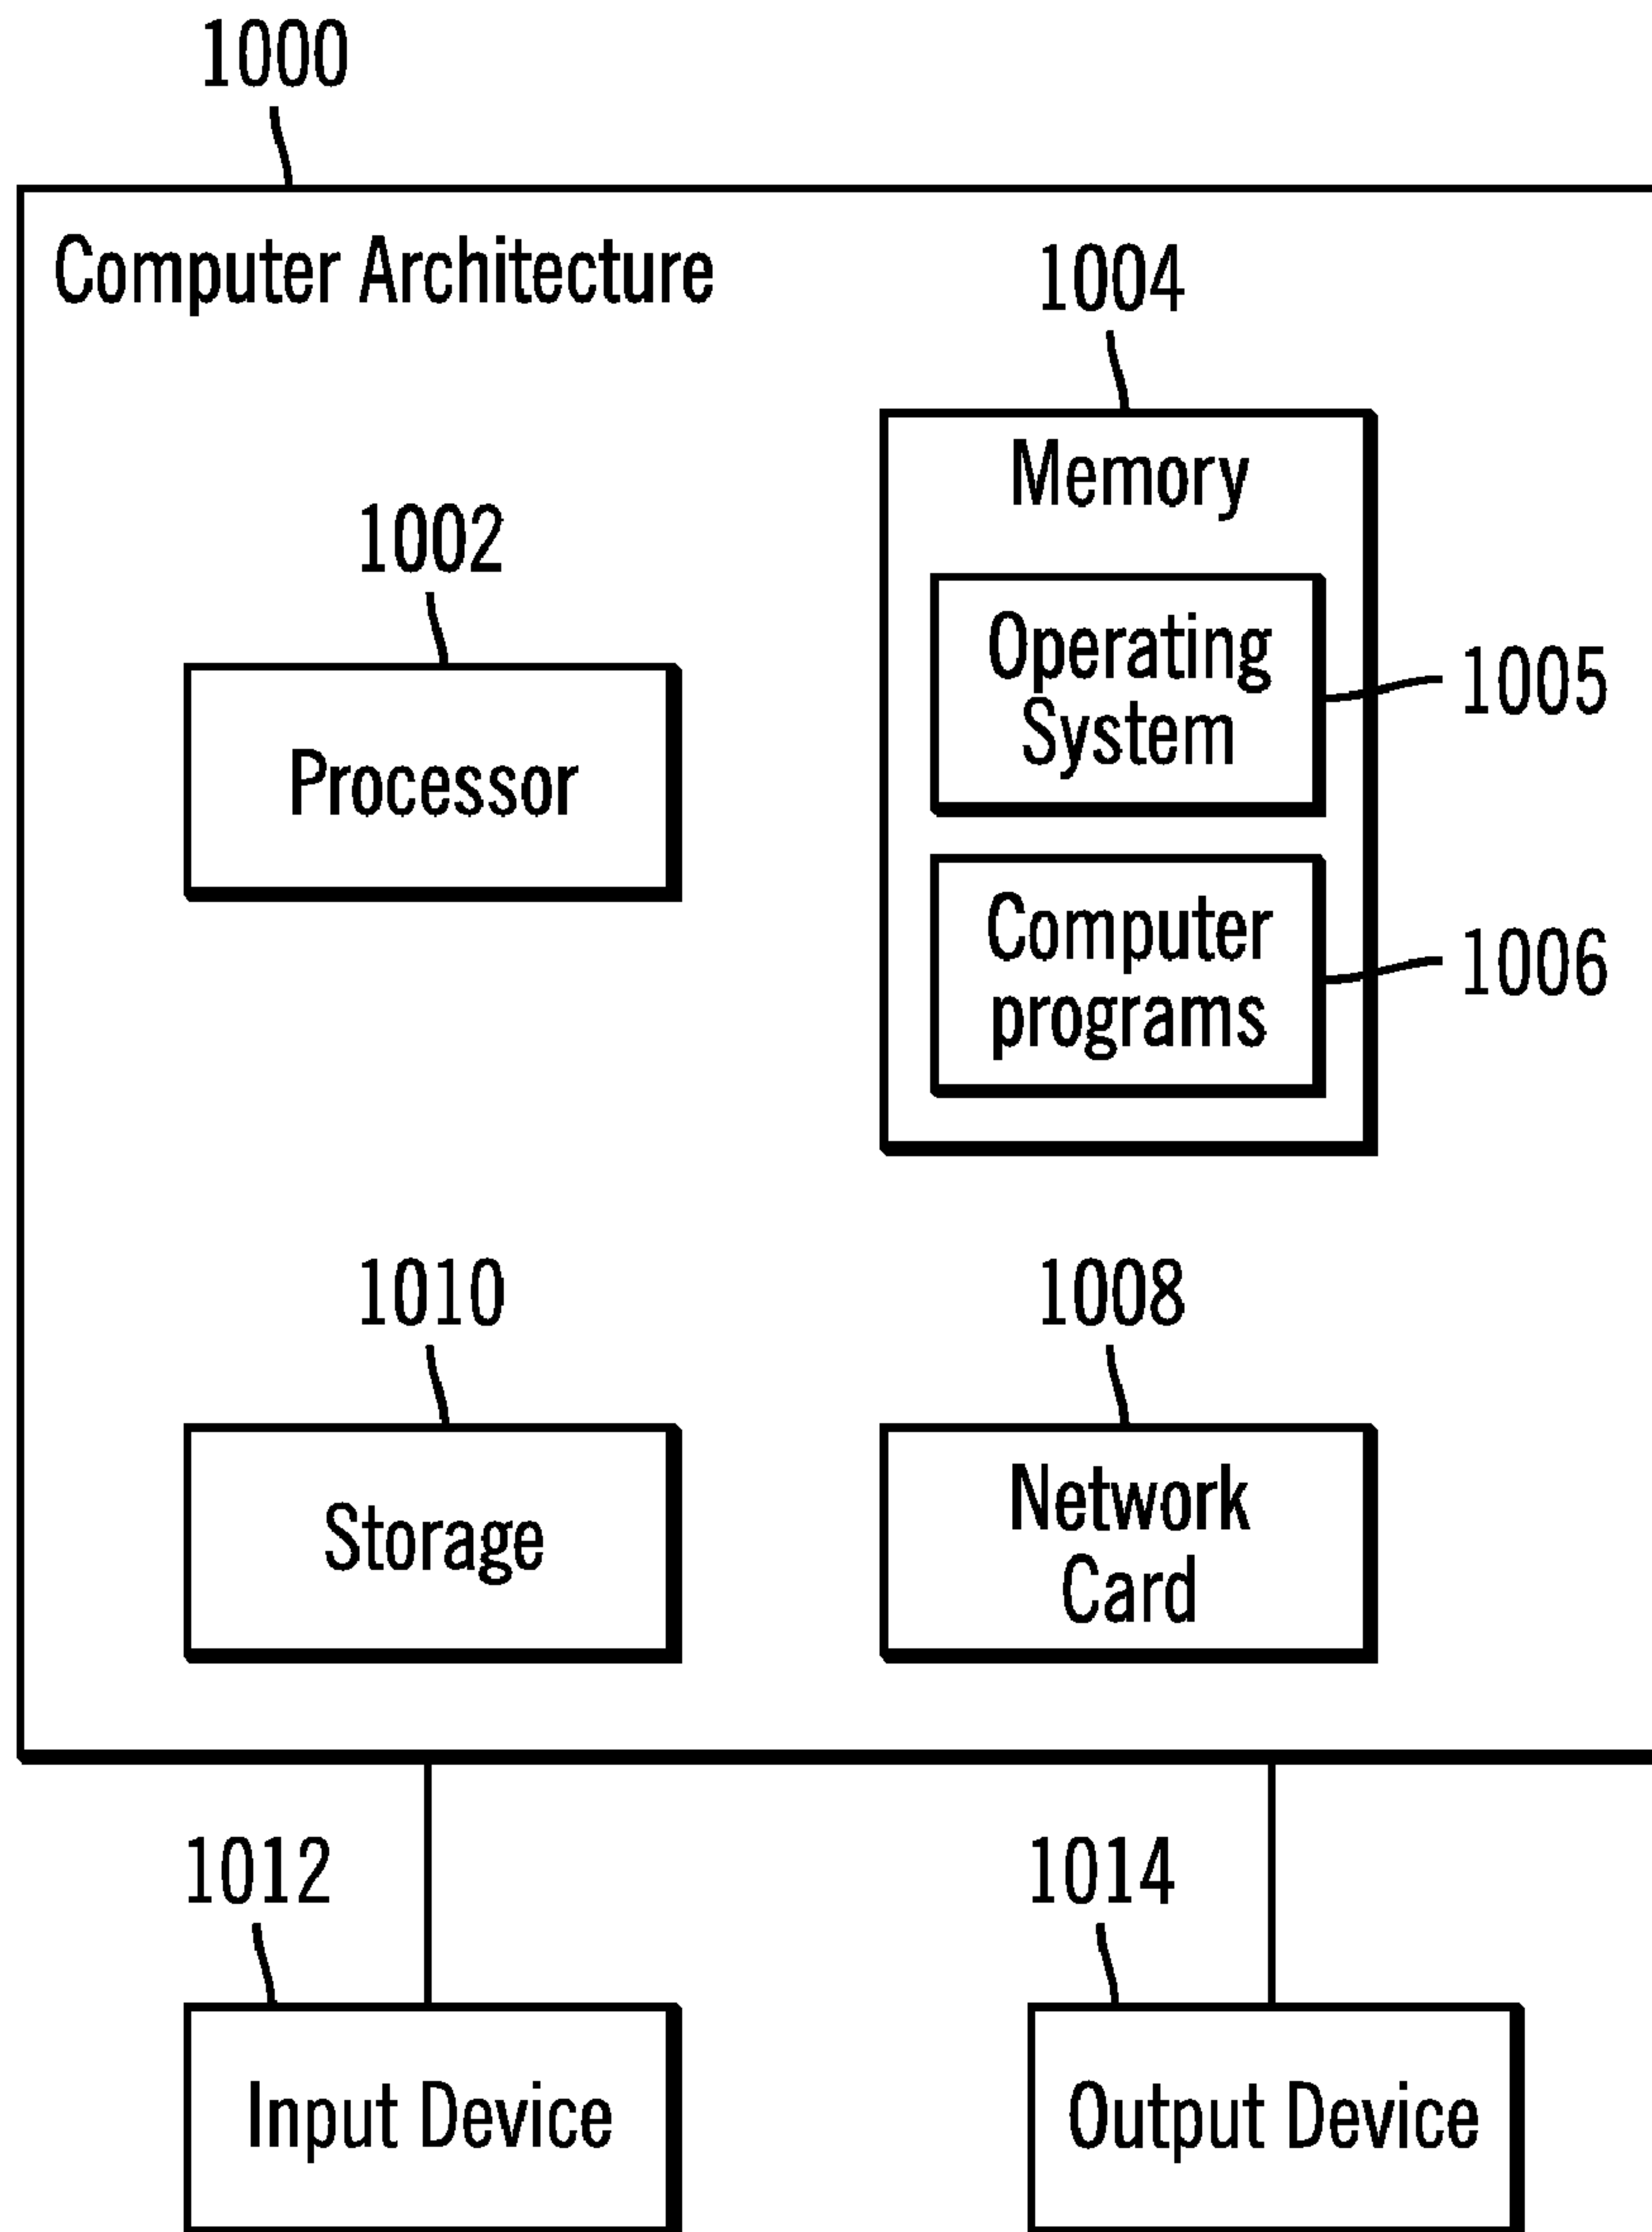 1000
Computer Architecture
1004
Memory
1002
Operating
System
1005
Processor
Computer
programs
1006
1010
1008
Storage
Network
Card
1012
1014
Input Device
Output Device